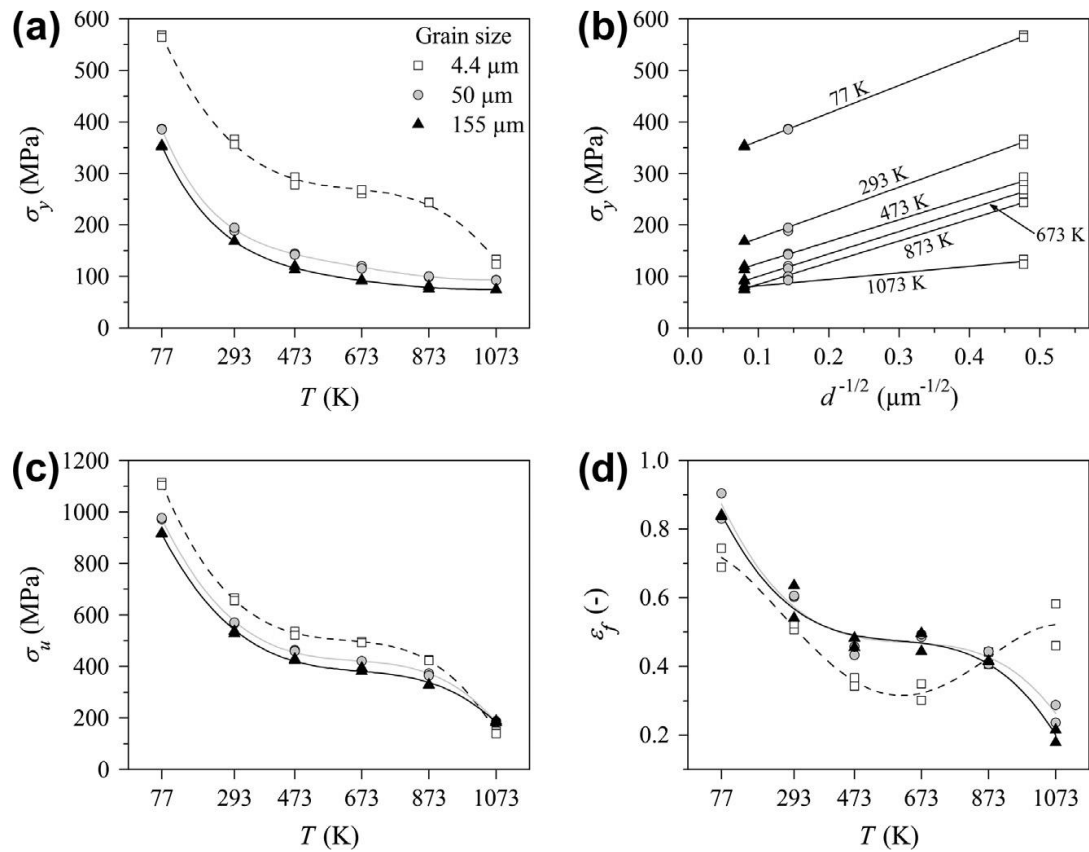 (a)
600
500
400
300
200
100
0
σy (MPa)
Grain size
4.4 μm
50 μm
155 μm
77 293 473 673 873 1073
T (K)
(b)
600
500
400
300
200
100
0
σy (MPa)
77 K
293 K
473 K
673 K
873 K
1073 K
0.0 0.1 0.2 0.3 0.4 0.5
d-1/2 (μm-1/2)
(c)
1200
1000
800
600
400
200
0
σu (MPa)
77 293 473 673 873 1073
T (K)
(d)
1.0
0.8
0.6
0.4
0.2
εf (-)
77 293 473 673 873 1073
T (K)